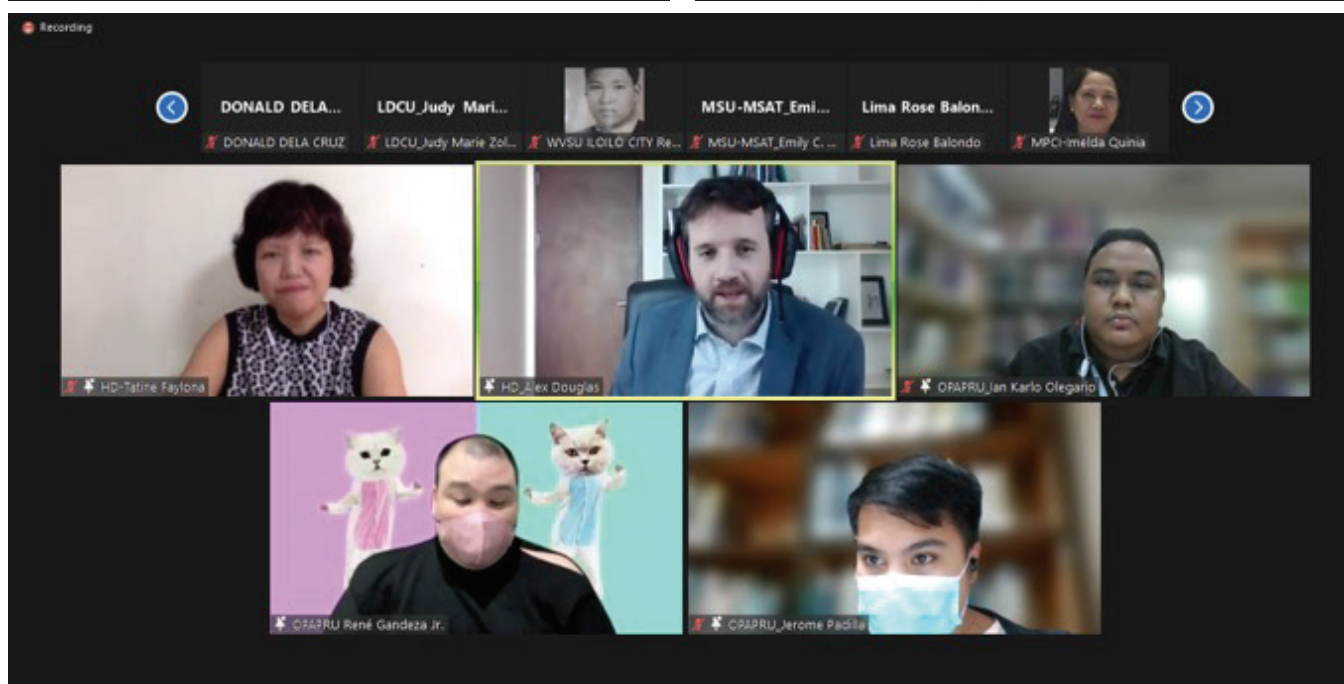 Recording
DONALD DELA...
LDCU_Judy Mari...
MSU-MSAT_Emi...
Lima Rose Balon...
DONALD DELA CRUZ
LDCU_Judy Marie Zol...
WVSU ILOILO CITY Re...
MSU-MSAT_Emily C. ...
Lima Rose Balondo
MPCI-Imelda Quinia
HD-Tatine Faylona
HD_Alex Douglas
OPAPRU_Ian Karlo Olegario
OPAPRU René Gandeza Jr.
OPAPRU_Jerome Padilla